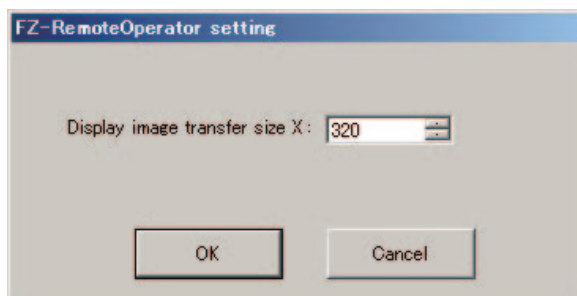 FZ-RemoteOperator setting
Display image transfer size X: 320
OK Cancel